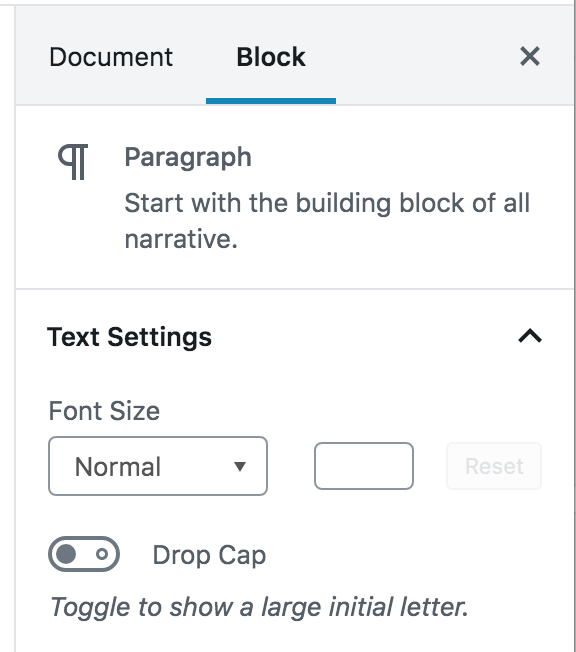 Document Block
Paragraph
Start with the building block of all
narrative.
Text Settings
Font Size
Normal Reset
Drop Cap
Toggle to show a large initial letter.